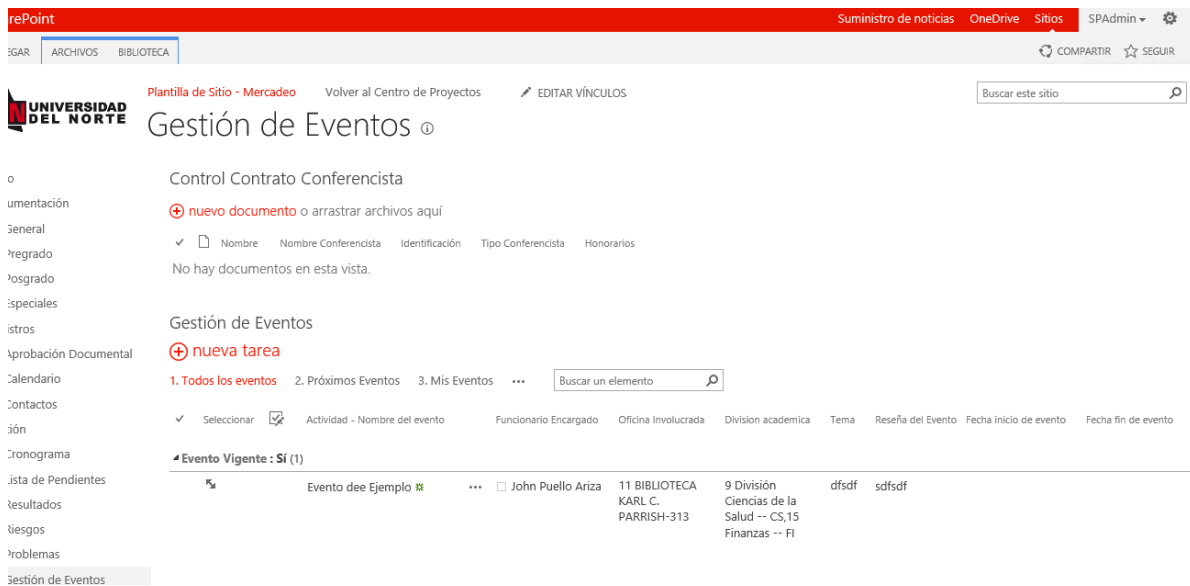 rePoint
Suministro de noticias OneDrive Sitios SPAdmin
EGAR ARCHIVOS BIBLIOTECA
COMPARTIR SEGUIR
UNIVERSIDAD
DEL NORTE
Plantilla de Sitio - Mercadeo Volver al Centro de Proyectos EDITAR VÍNCULOS
Buscar este sitio
Gestión de Eventos
o
umentación
General
Pregrado
Posgrado
Especiales
istros
Aprobación Documental
Calendario
Contactos
ión
Cronograma
Lista de Pendientes
Resultados
Riesgos
Problemas
Gestión de Eventos
Control Contrato Conferencista
nuevo documento o arrastrar archivos aquí
Nombre Nombre Conferencista Identificación Tipo Conferencista Honorarios
No hay documentos en esta vista.
Gestión de Eventos
nueva tarea
1. Todos los eventos 2. Próximos Eventos 3. Mis Eventos ... Buscar un elemento
Seleccionar Actividad - Nombre del evento Funcionario Encargado Oficina Involucrada Division academica Tema Reseña del Evento Fecha inicio de evento Fecha fin de evento
Evento Vigente : Sí (1)
Evento dee Ejemplo ... John Puello Ariza
11 BIBLIOTECA
KARL C.
PARRISH-313
9 División
Ciencias de la
Salud -- CS,15
Finanzas -- FI
dfsdf sdfsdf